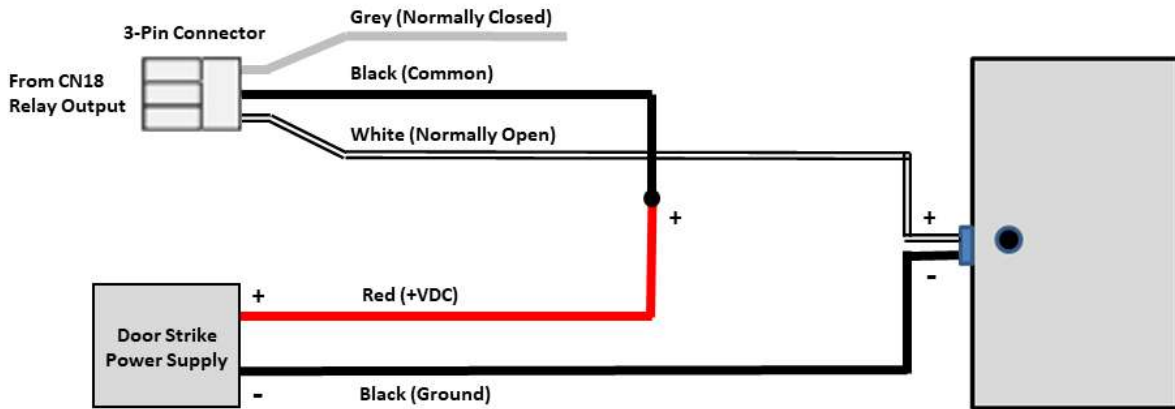 Grey (Normally Closed)
3-Pin Connector
From CN18
Relay Output
Black (Common)
White (Normally Open)
+
+
-
+
Red (+VDC)
Door Strike
Power Supply
-
Black (Ground)